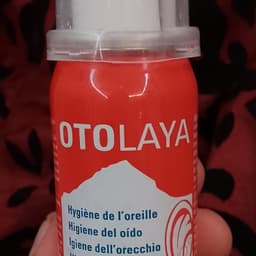 OTOLAYA
Hygiène de l'oreille
Higiene del oído
Igiene dell'orecchio